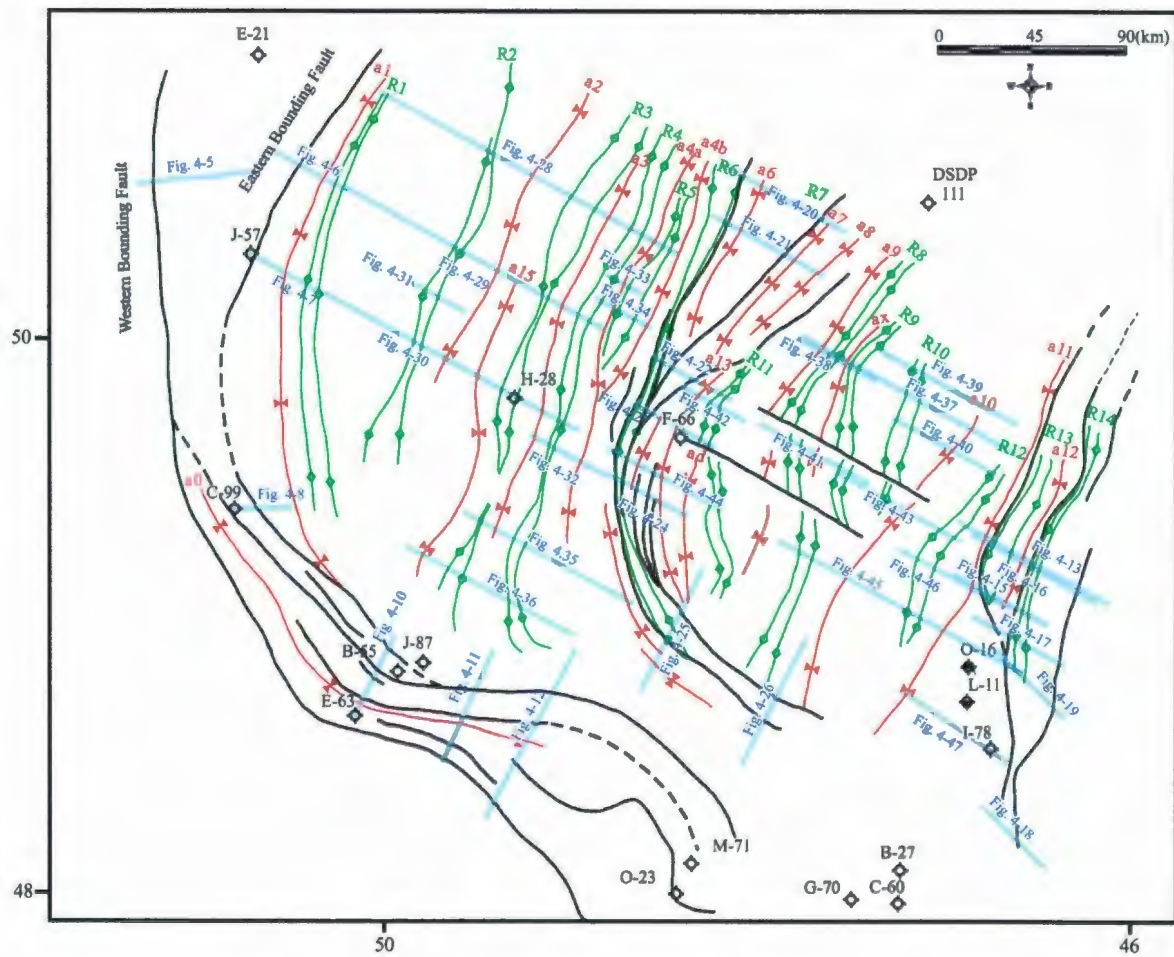 E-21
0 45 90(km)
R2
a1
R1
a2
Eastern Bounding Fault
R3
R4
a4b
a4a
a3
R6
a6
R5
R7
DSDP
111
Western Bounding Fault
Fig. 4-5
Fig. 4-6
Fig. 4-28
Fig. 4-20
Fig. 4-21
a7
a8
a9
R8
J-57
Fig. 4-7
Fig. 4-31
Fig. 4-29
a15
Fig. 4-33
Fig. 4-34
50
Fig. 4-30
ax
R9
Fig. 4-38
R10
a13
R11
Fig. 4-39
Fig. 4-37
a11
a10
H-28
Fig. 4-42
F-66
Fig. 4-40
R14
R13
a12
R12
ad
Fig. 4-41
Fig. 4-32
Fig. 4-44
Fig. 4-24
Fig. 4-43
a0
C-99
Fig. 4-8
Fig. 4-35
Fig. 4-36
Fig. 4-45
Fig. 4-46
Fig. 4-13
Fig. 4-15
Fig. 4-16
Fig. 4-17
Fig. 4-10
B-55
J-87
Fig. 4-11
Fig. 4-25
Fig. 4-26
O-16
L-11
Fig. 4-19
E-63
I-78
Fig. 4-47
Fig. 4-18
M-71
O-23
B-27
G-70
C-60
48
50
46